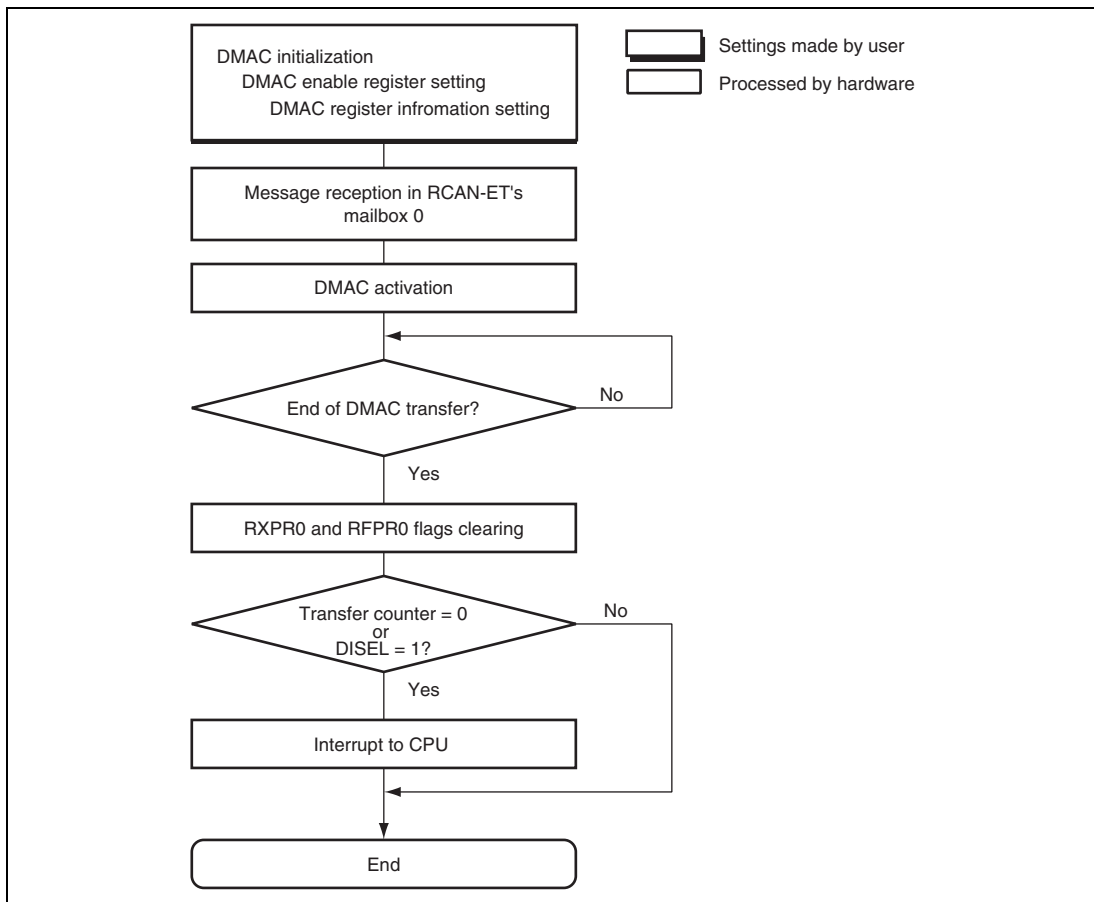 DMAC initialization
DMAC enable register setting
DMAC register infromation setting
Settings made by user
Processed by hardware
Message reception in RCAN-ET's
mailbox 0
DMAC activation
End of DMAC transfer?
No
Yes
RXPR0 and RFPR0 flags clearing
Transfer counter = 0
or
DISEL = 1?
No
Yes
Interrupt to CPU
End